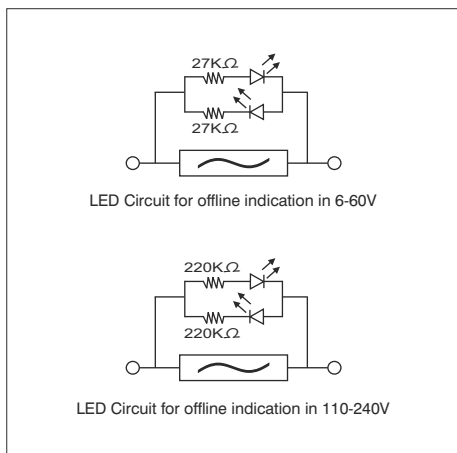 27KΩ
27KΩ
LED Circuit for offline indication in 6-60V
220KΩ
220KΩ
LED Circuit for offline indication in 110-240V